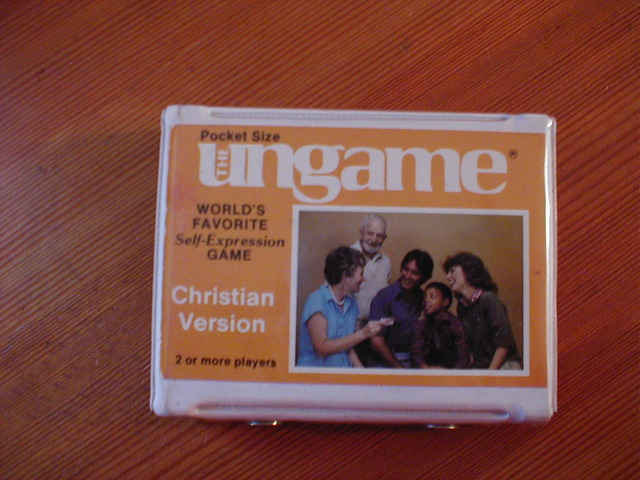 Pocket Size
THE ungame®
WORLD'S
FAVORITE
Self-Expression
GAME
Christian
Version
2 or more players